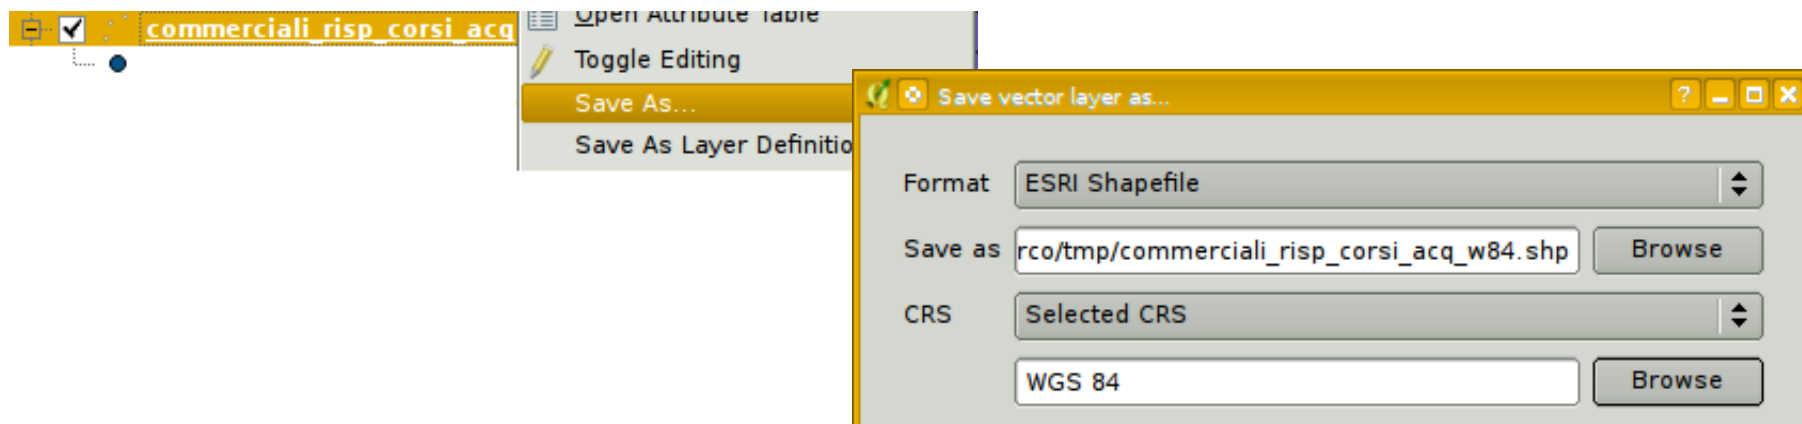 commerciali_risp_corsi_acq
Open Attribute Table
Toggle Editing
Save As...
Save As Layer Definitio
Save vector layer as...
?
Format
ESRI Shapefile
Save as
rco/tmp/commerciali_risp_corsi_acq_w84.shp
Browse
CRS
Selected CRS
WGS 84
Browse